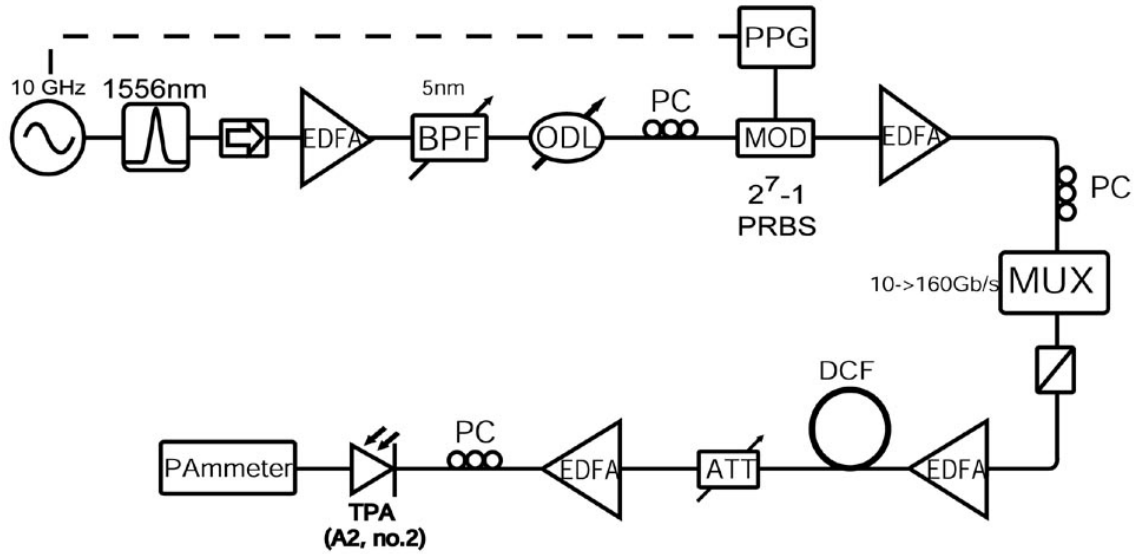 PPG
10 GHz
1556nm
5nm
PC
EDFA
BPF
ODL
MOD
EDFA
2⁷-1
PRBS
PC
10->160Gb/s
MUX
DCF
PC
PAmmeter
EDFA
ATT
EDFA
TPA
(A2, no.2)